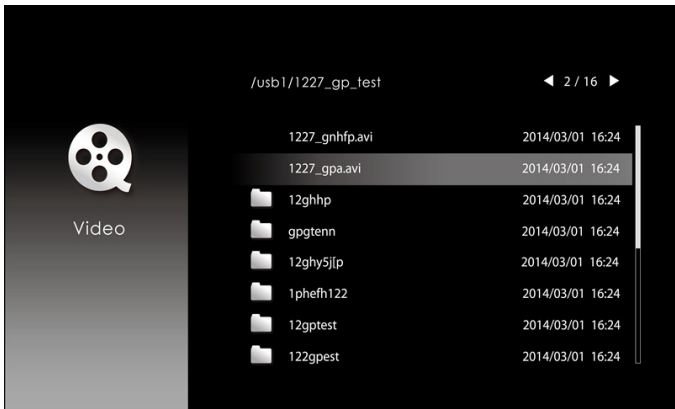 /usb1/1227_gp_test 2 / 16
1227_gnhfp.avi 2014/03/01 16:24
1227_gpa.avi 2014/03/01 16:24
12ghhp 2014/03/01 16:24
Video
gpgtenn 2014/03/01 16:24
12ghy5j[p 2014/03/01 16:24
1phefh122 2014/03/01 16:24
12gptest 2014/03/01 16:24
122gpest 2014/03/01 16:24